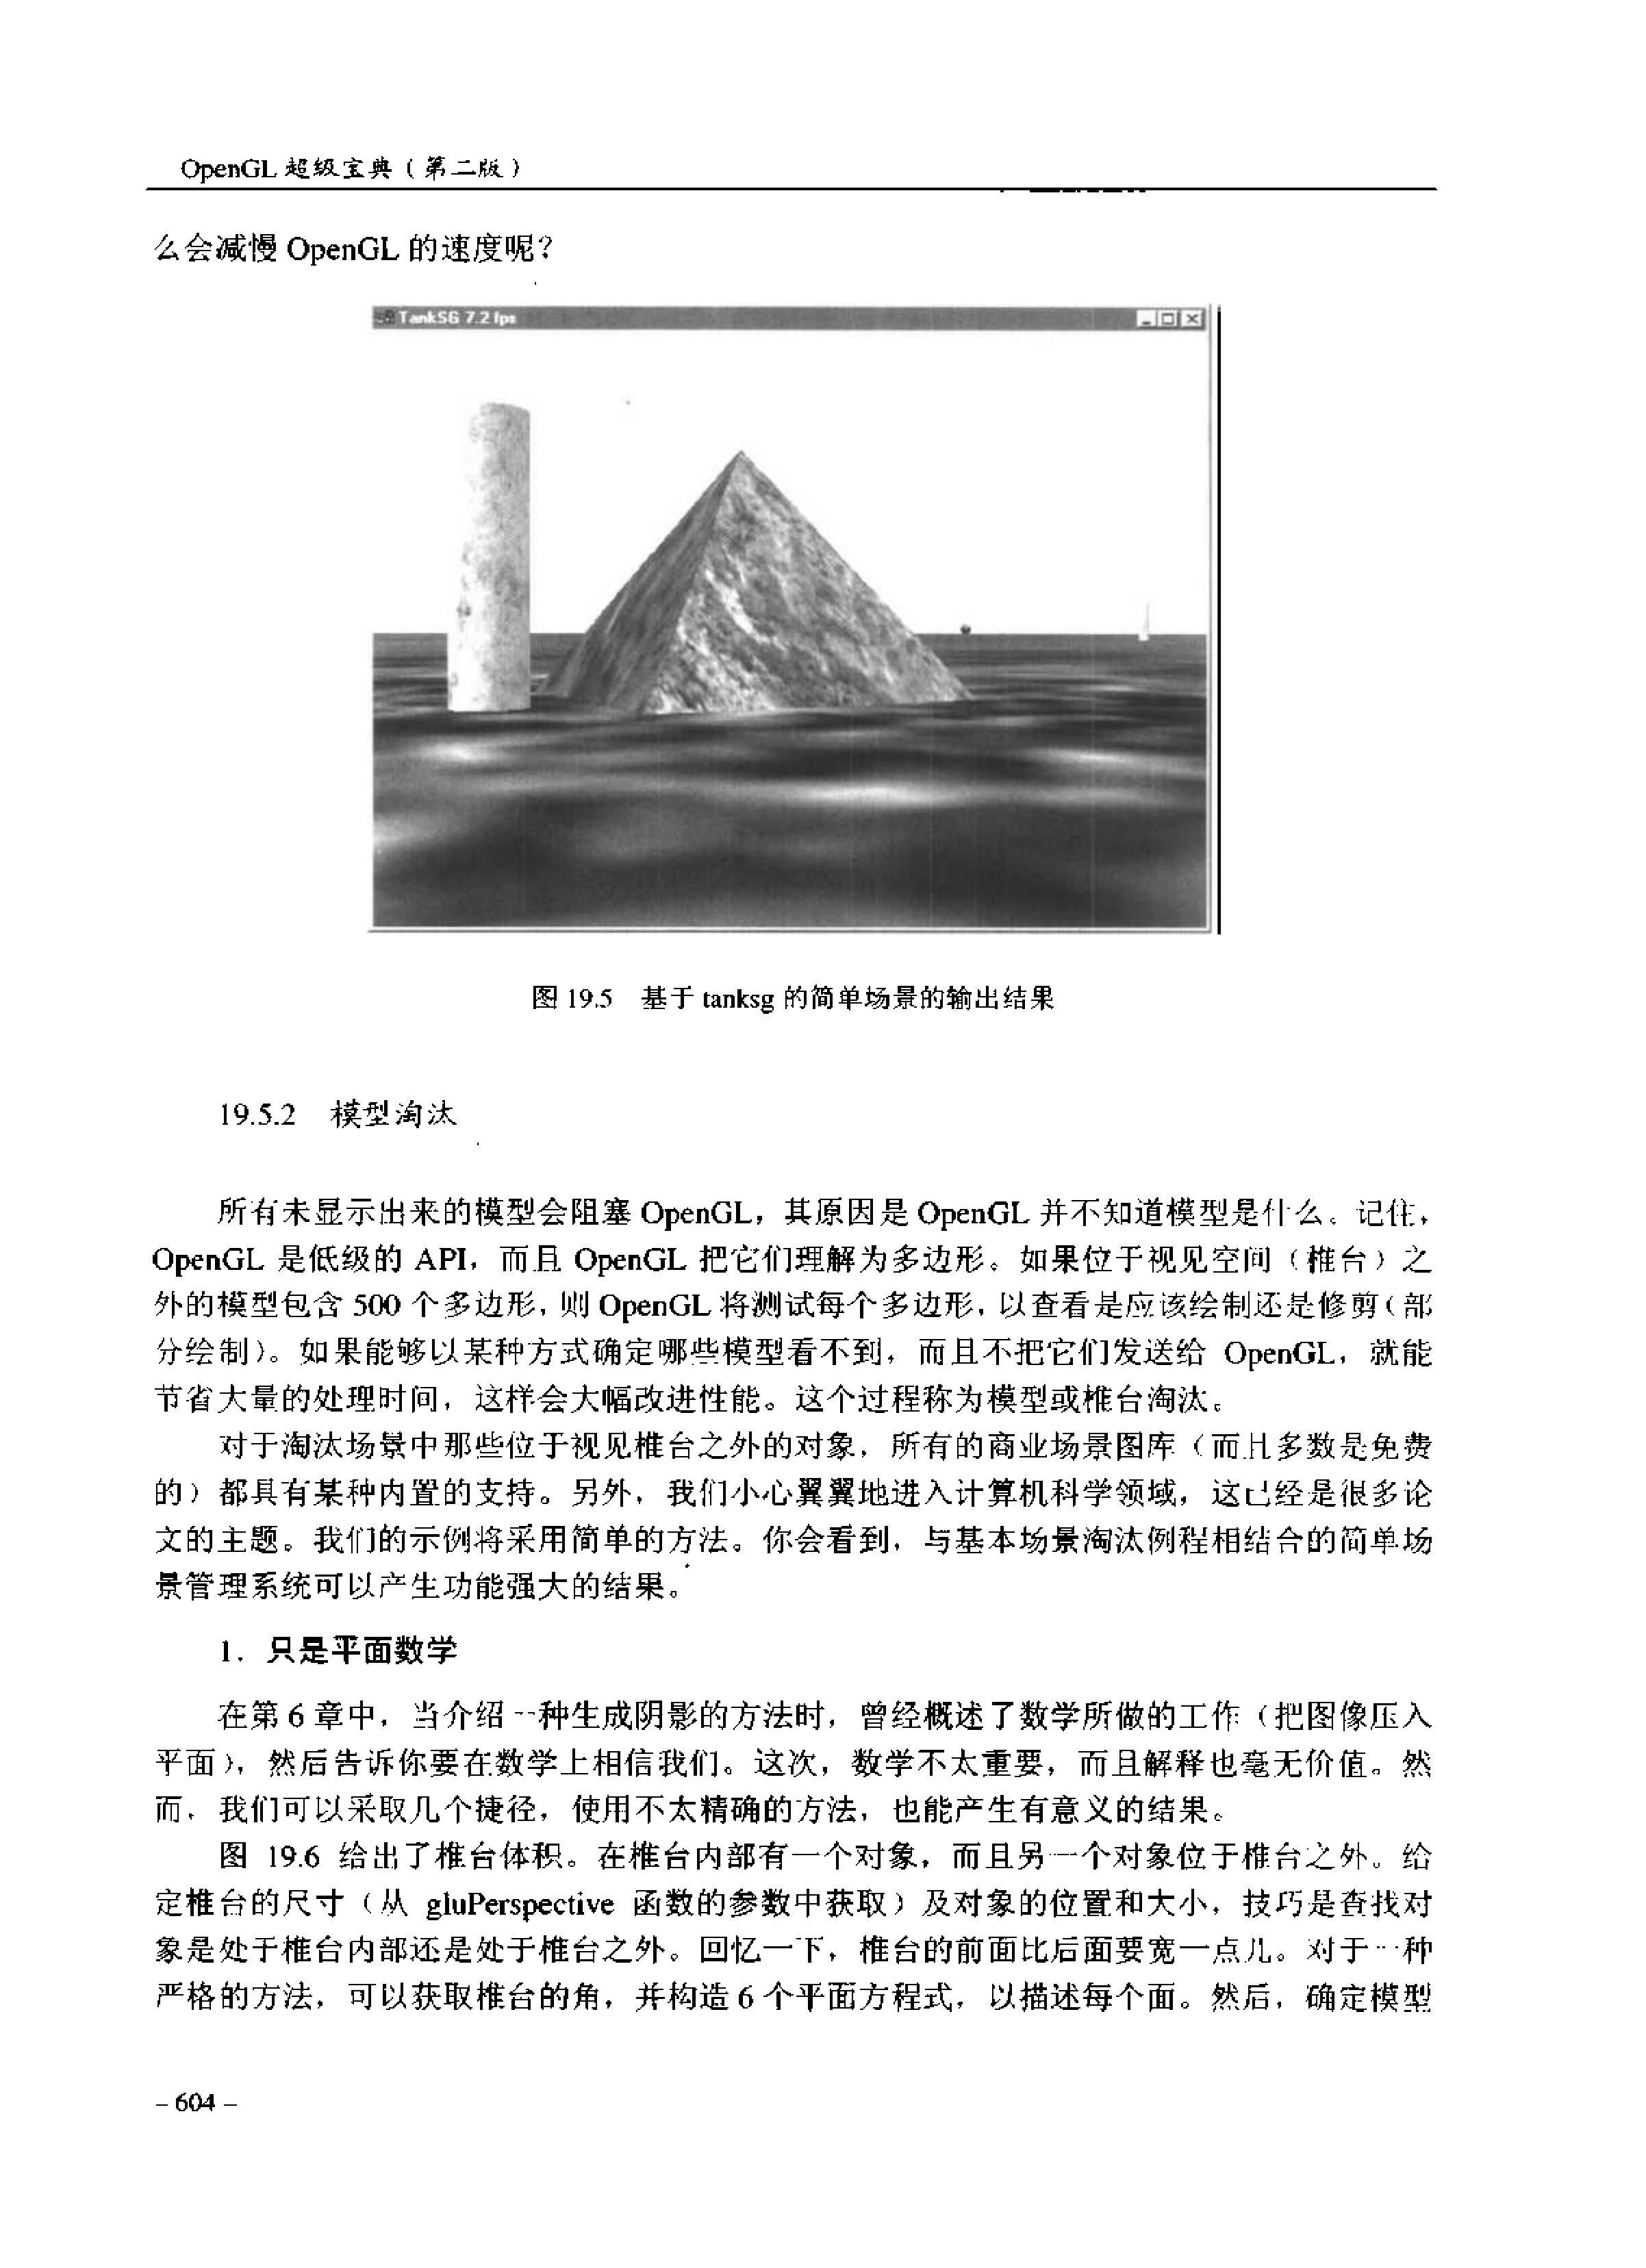 OpenGL 超级宝典（第二版）
么会减慢 OpenGL 的速度呢？
TankSG 7.2 fps
图 19.5 基于 tanksg 的简单场景的输出结果
19.5.2 模型淘汰
所有未显示出来的模型会阻塞 OpenGL，其原因是 OpenGL 并不知道模型是什么。记住，
OpenGL 是低级的 API，而且 OpenGL 把它们理解为多边形。如果位于视见空间（椎台）之
外的模型包含 500 个多边形，则 OpenGL 将测试每个多边形，以查看是应该绘制还是修剪（部
分绘制）。如果能够以某种方式确定哪些模型看不到，而且不把它们发送给 OpenGL，就能
节省大量的处理时间，这样会大幅改进性能。这个过程称为模型或椎台淘汰。
对于淘汰场景中那些位于视见椎台之外的对象，所有的商业场景图库（而且多数是免费
的）都具有某种内置的支持。另外，我们小心翼翼地进入计算机科学领域，这已经是很多论
文的主题。我们的示例将采用简单的方法。你会看到，与基本场景淘汰例程相结合的简单场
景管理系统可以产生功能强大的结果。
1．只是平面数学
在第 6 章中，当介绍一种生成阴影的方法时，曾经概述了数学所做的工作（把图像压入
平面），然后告诉你要在数学上相信我们。这次，数学不太重要，而且解释也毫无价值。然
而，我们可以采取几个捷径，使用不太精确的方法，也能产生有意义的结果。
图 19.6 给出了椎台体积。在椎台内部有一个对象，而且另一个对象位于椎台之外。给
定椎台的尺寸（从 gluPerspective 函数的参数中获取）及对象的位置和大小，技巧是查找对
象是处于椎台内部还是处于椎台之外。回忆一下，椎台的前面比后面要宽一点儿。对于一种
严格的方法，可以获取椎台的角，并构造 6 个平面方程式，以描述每个面。然后，确定模型
– 604 –